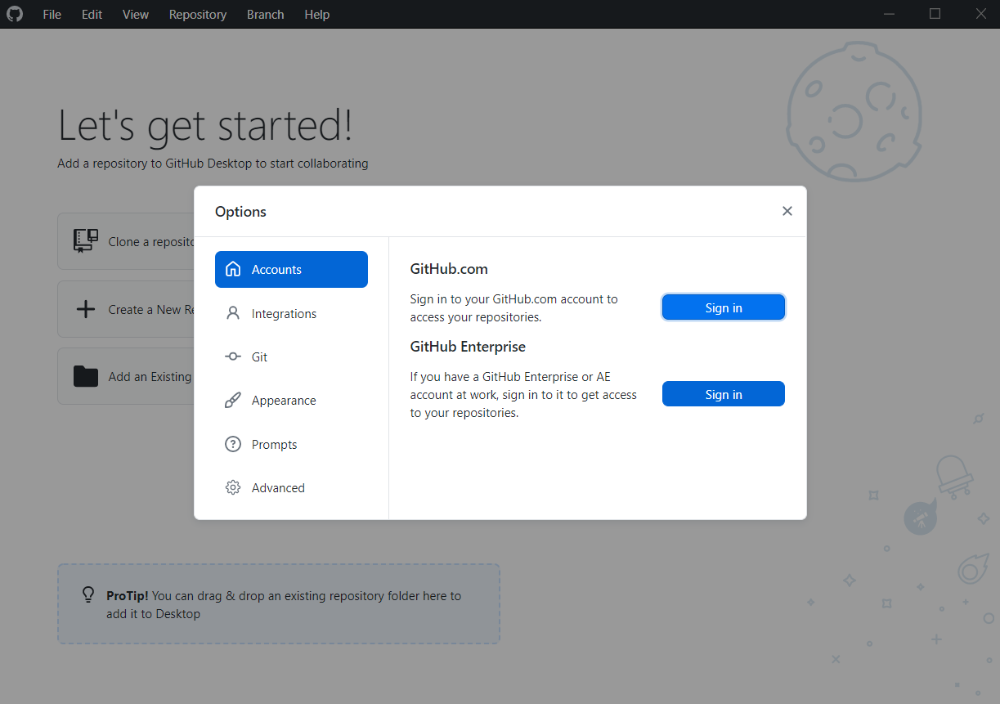 File Edit View Repository Branch Help
Let's get started!
Add a repository to GitHub Desktop to start collaborating
Clone a reposito
Create a New Re
Add an Existing
Options
Accounts
Integrations
Git
Appearance
Prompts
Advanced
GitHub.com
Sign in to your GitHub.com account to
access your repositories.
Sign in
GitHub Enterprise
If you have a GitHub Enterprise or AE
account at work, sign in to it to get access
to your repositories.
Sign in
ProTip! You can drag & drop an existing repository folder here to
add it to Desktop